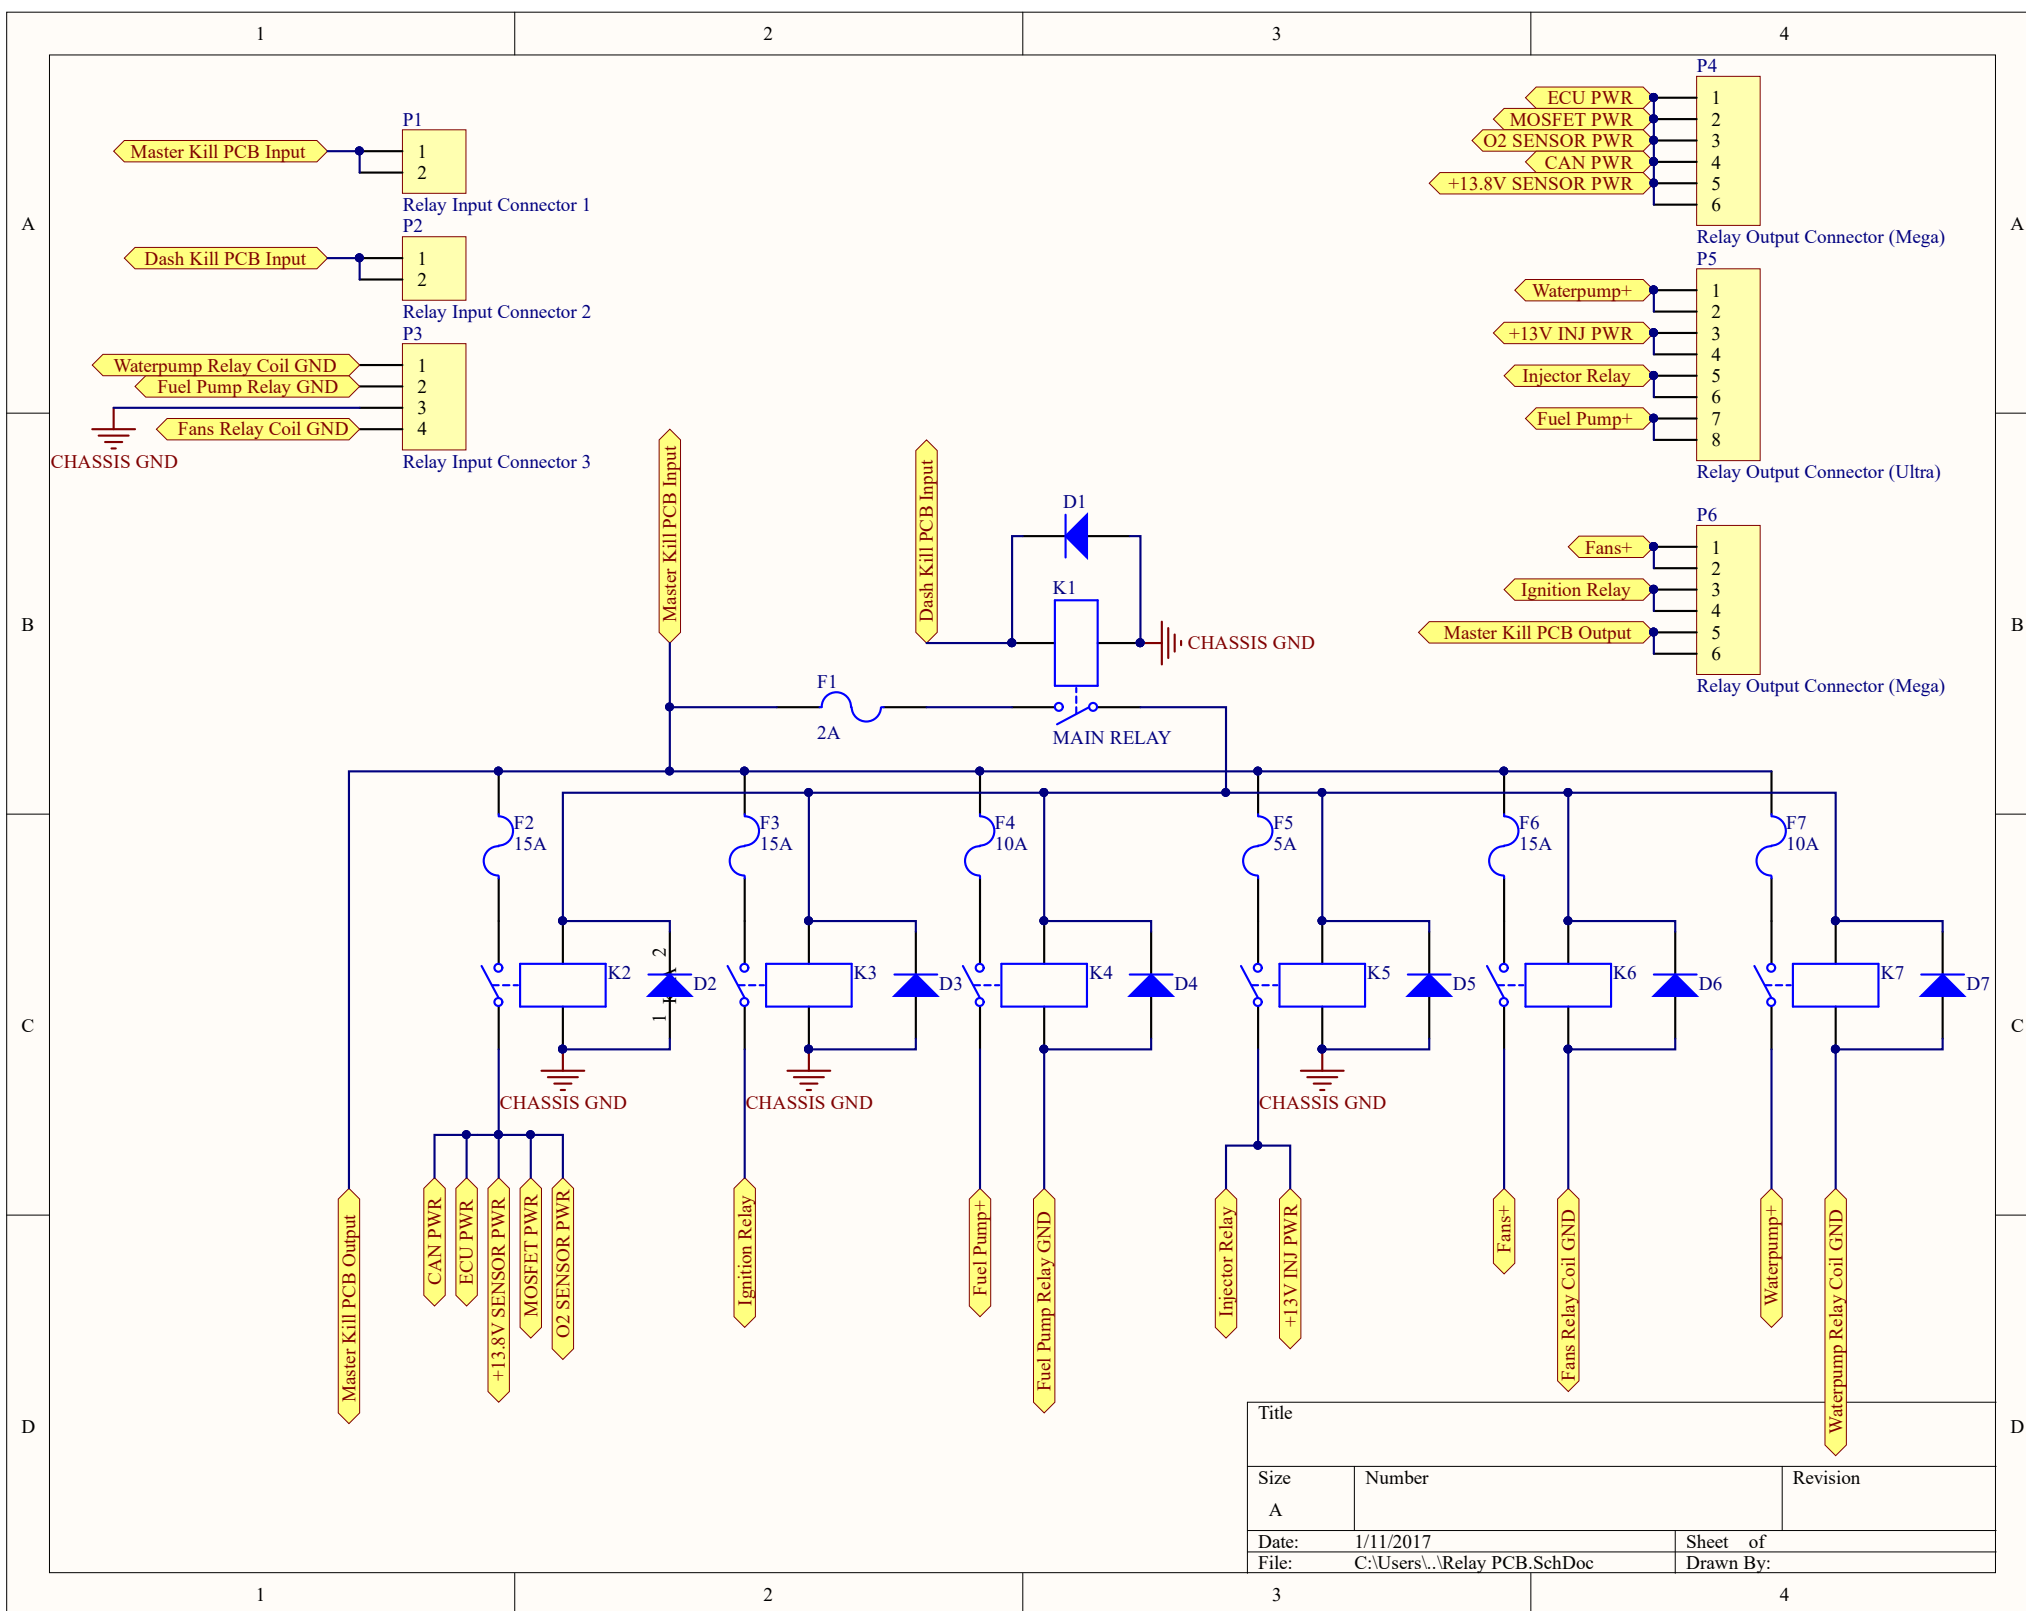 1 2 3 4
P1
Master Kill PCB Input 1
2
Relay Input Connector 1
P2
Dash Kill PCB Input 1
2
Relay Input Connector 2
P3
Waterpump Relay Coil GND 1
Fuel Pump Relay GND 2
3
Fans Relay Coil GND 4
CHASSIS GND
Relay Input Connector 3
P4
ECU PWR 1
MOSFET PWR 2
O2 SENSOR PWR 3
CAN PWR 4
+13.8V SENSOR PWR 5
6
Relay Output Connector (Mega)
P5
Waterpump+ 1
2
+13V INJ PWR 3
4
Injector Relay 5
6
Fuel Pump+ 7
8
Relay Output Connector (Ultra)
P6
Fans+ 1
2
Ignition Relay 3
4
Master Kill PCB Output 5
6
Relay Output Connector (Mega)
A A
B B
C C
D D
Master Kill PCB Input
Dash Kill PCB Input
D1
K1
CHASSIS GND
F1
2A
MAIN RELAY
F2
15A
F3
15A
F4
10A
F5
5A
F6
15A
F7
10A
K2
2
1
D2
K3
D3
K4
D4
K5
D5
K6
D6
K7
D7
CHASSIS GND
CHASSIS GND
CHASSIS GND
Master Kill PCB Output
CAN PWR
ECU PWR
+13.8V SENSOR PWR
MOSFET PWR
O2 SENSOR PWR
Ignition Relay
Fuel Pump+
Fuel Pump Relay GND
Injector Relay
+13V INJ PWR
Fans+
Fans Relay Coil GND
Waterpump+
Waterpump Relay Coil GND
Title
Size Number Revision
A
Date: 1/11/2017 Sheet of
File: C:\Users\..\Relay PCB.SchDoc Drawn By:
1 2 3 4